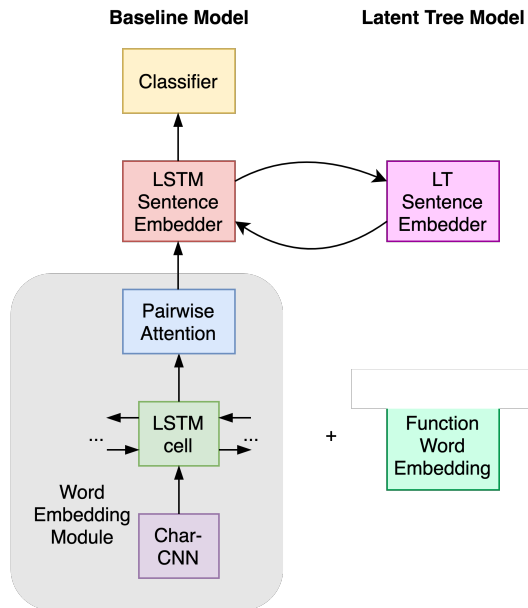 Baseline Model
Latent Tree Model
Classifier
LSTM
Sentence
Embedder
LT
Sentence
Embedder
Pairwise
Attention
LSTM
cell
...
...
+
Function
Word
Embedding
Word
Embedding
Module
Char-
CNN